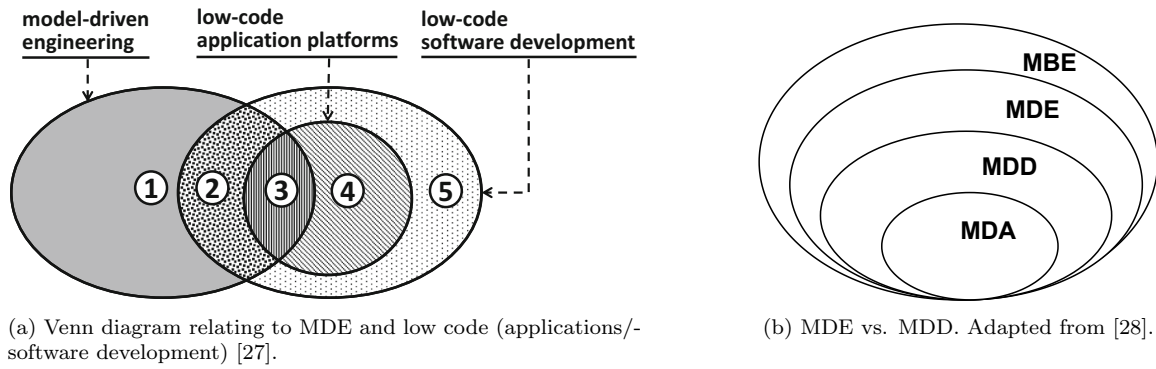 model-driven
engineering
low-code
application platforms
low-code
software development
1
2
3
4
5
(a) Venn diagram relating to MDE and low code (applications/-
software development) [27].
MBE
MDE
MDD
MDA
(b) MDE vs. MDD. Adapted from [28].